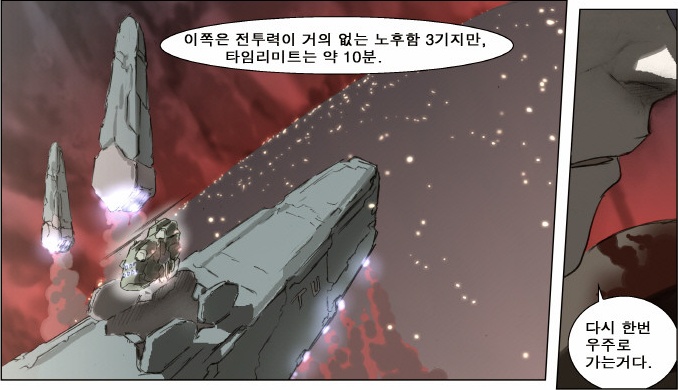 이쪽은 전투력이 거의 없는 노후함 3기지만,
타임리미트는 약 10분.
TU
다시 한번
우주로
가는거다.